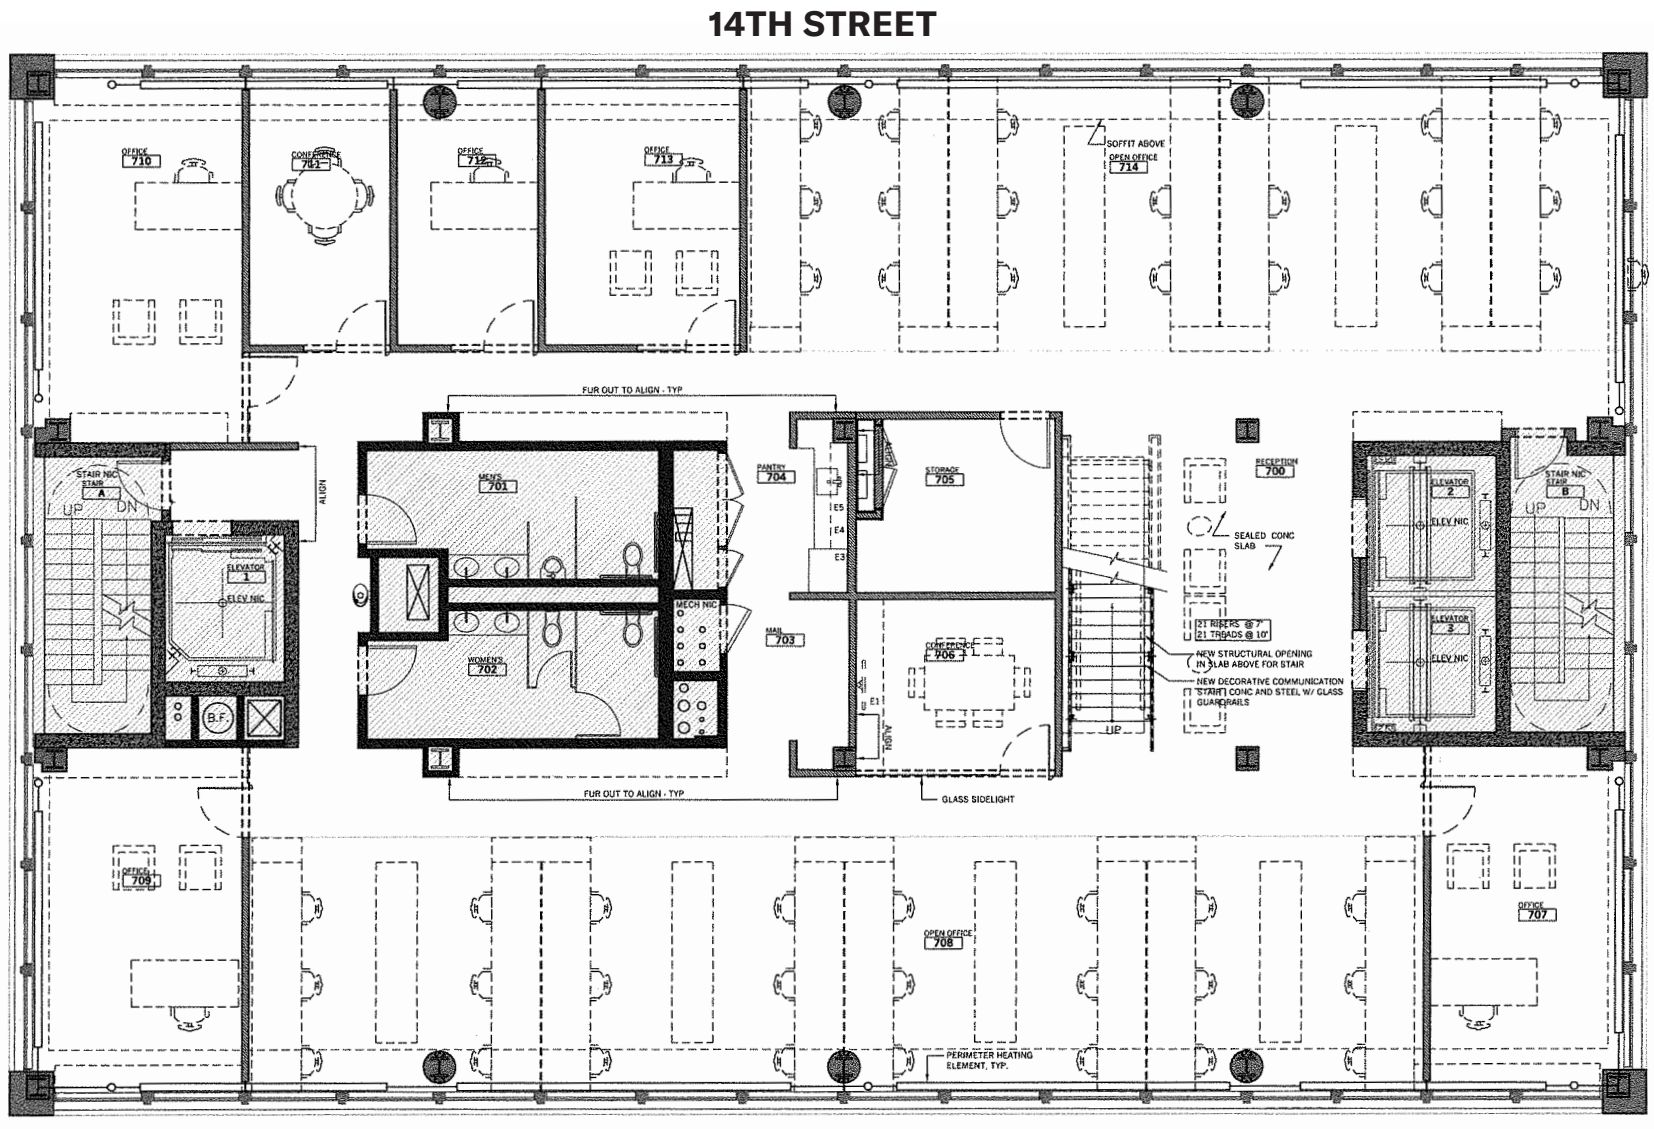 14TH STREET
OFFICE
710
CONFERENCE
711
OFFICE
712
OFFICE
713
SOFFIT ABOVE
OPEN OFFICE
714
FUR OUT TO ALIGN - TYP
STAIR NIC
STAIR
A
UP
DN
ALIGN
MEN'S
701
PANTRY
704
E5
E4
E3
STORAGE
705
RECEPTION
700
SEALED CONC
SLAB
ELEVATOR
2
ELEV NIC
STAIR NIC
STAIR
B
UP
DN
ELEVATOR
1
ELEV NIC
MECH NIC
WOMEN'S
702
MAIL
703
CONFERENCE
706
E1
ALIGN
21 RISERS @ 7"
21 TREADS @ 10"
NEW STRUCTURAL OPENING
IN SLAB ABOVE FOR STAIR
NEW DECORATIVE COMMUNICATION
STAIR: CONC AND STEEL W/ GLASS
GUARDRAILS
UP
ELEVATOR
3
ELEV NIC
B.F.
FUR OUT TO ALIGN - TYP
GLASS SIDELIGHT
OFFICE
709
OPEN OFFICE
708
OFFICE
707
PERIMETER HEATING
ELEMENT, TYP.